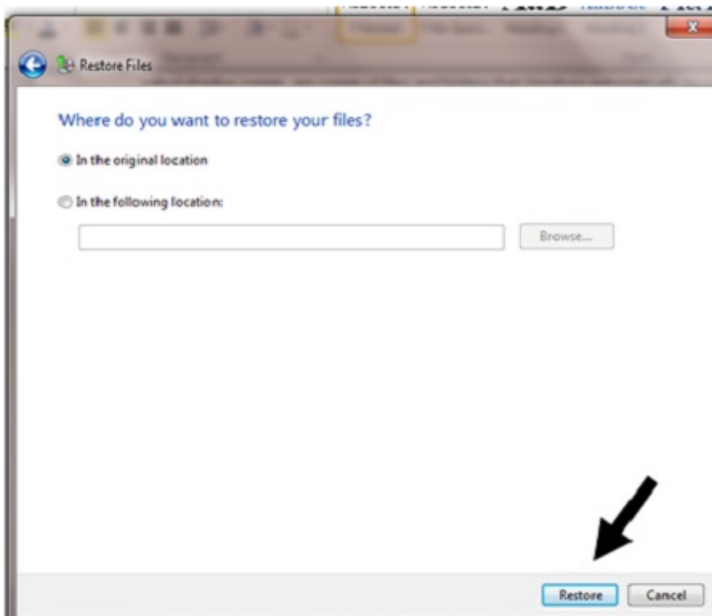 Restore Files
Where do you want to restore your files?
In the original location
In the following location:
Browse...
Restore
Cancel